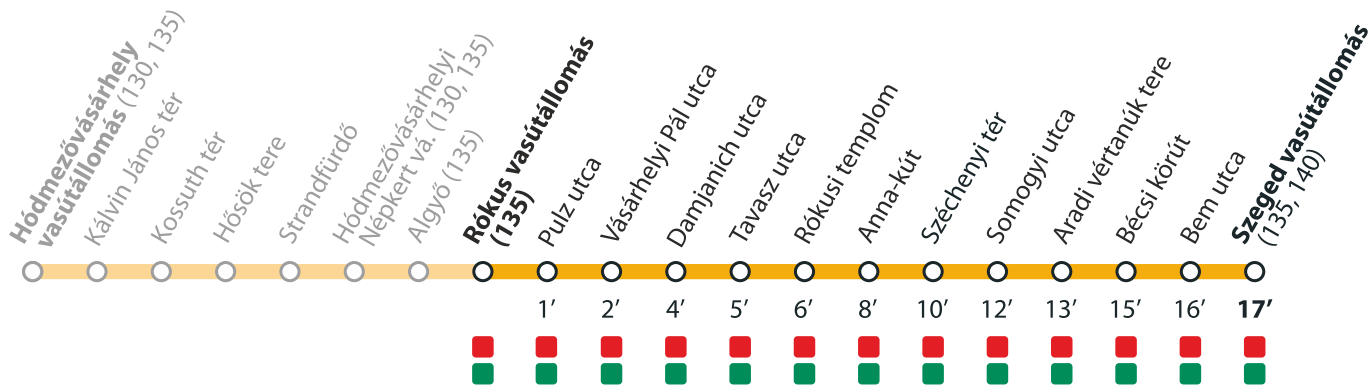 Hódmezővásárhely
vasútállomás (130, 135)
Kálvin János tér
Kossuth tér
Hősök tere
Strandfürdő
Hódmezővásárhelyi
Népkert vá. (130, 135)
Algyő (135)
Rókus vasútállomás
(135)
Pulz utca
Vásárhelyi Pál utca
Damjanich utca
Tavasz utca
Rókusi templom
Anna-kút
Széchenyi tér
Somogyi utca
Aradi vértanúk tere
Bécsi körút
Bem utca
Szeged vasútállomás
(135, 140)
1’ 2’ 4’ 5’ 6’ 8’ 10’ 12’ 13’ 15’ 16’ 17’